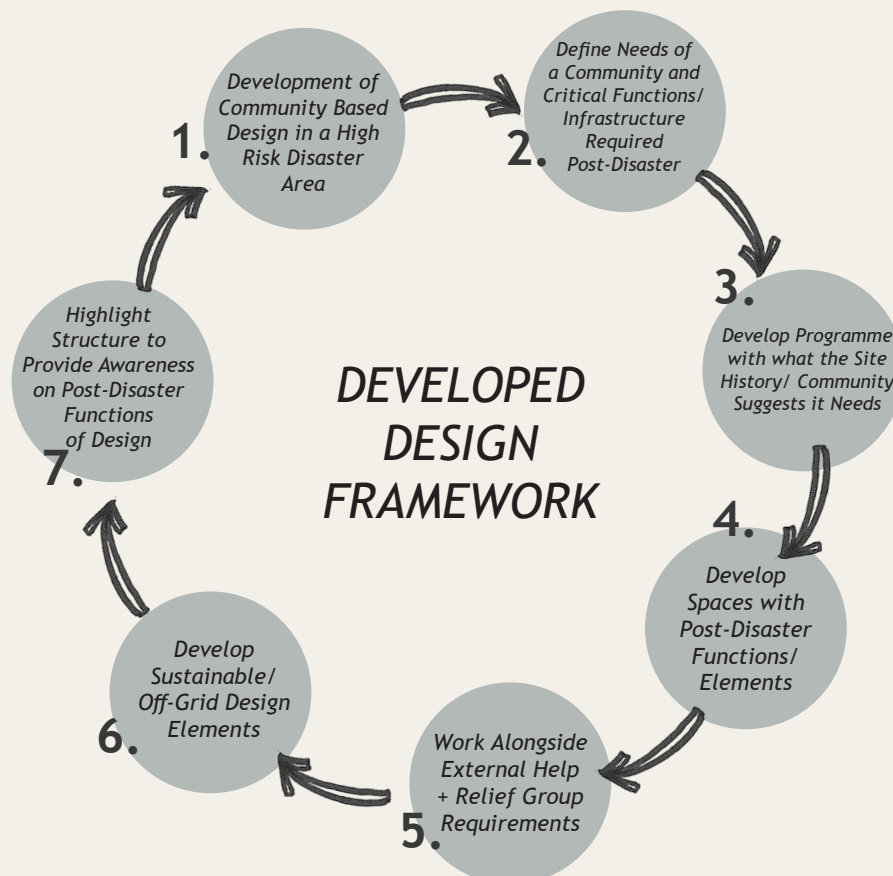 1.
Development of
Community Based
Design in a High
Risk Disaster
Area
2.
Define Needs of
a Community and
Critical Functions/
Infrastructure
Required
Post-Disaster
3.
Develop Programme
with what the Site
History/ Community
Suggests it Needs
4.
Develop
Spaces with
Post-Disaster
Functions/
Elements
5.
Work Alongside
External Help
+ Relief Group
Requirements
6.
Develop
Sustainable/
Off-Grid Design
Elements
7.
Highlight
Structure to
Provide Awareness
on Post-Disaster
Functions
of Design
DEVELOPED
DESIGN
FRAMEWORK